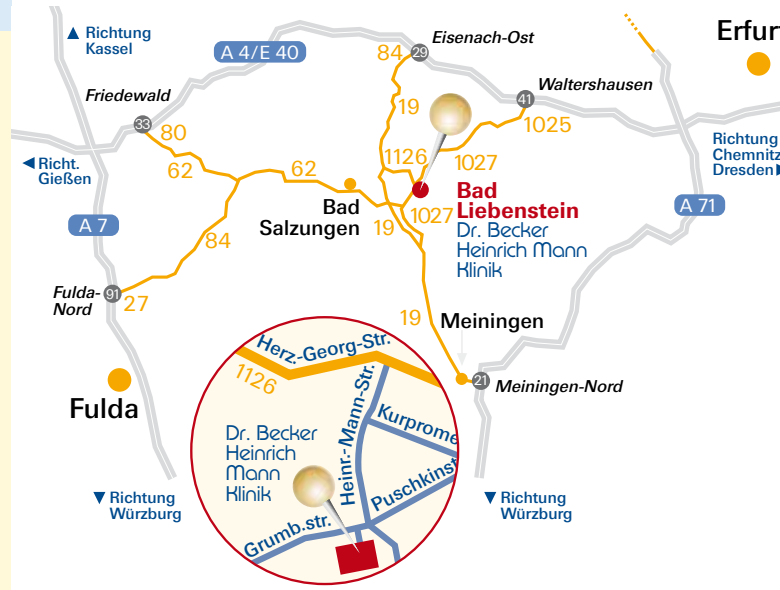 Richtung
Kassel
A 4/E 40
84
29
Eisenach-Ost
Erfurt
Friedewald
33
80
19
41
Waltershausen
1025
Richt.
Gießen
62
62
1126
1027
Richtung
Chemnitz
Dresden
Bad
Salzungen
Bad
Liebenstein
Dr. Becker
Heinrich Mann
Klinik
1027
19
A 7
A 71
84
Fulda-
Nord
91
27
19
Meiningen
21
Meiningen-Nord
Fulda
Herz.-Georg-Str.
1126
Heinr.-Mann-Str.
Kurprome
Puschkinst
Dr. Becker
Heinrich
Mann
Klinik
Grumb.str.
Richtung
Würzburg
Richtung
Würzburg